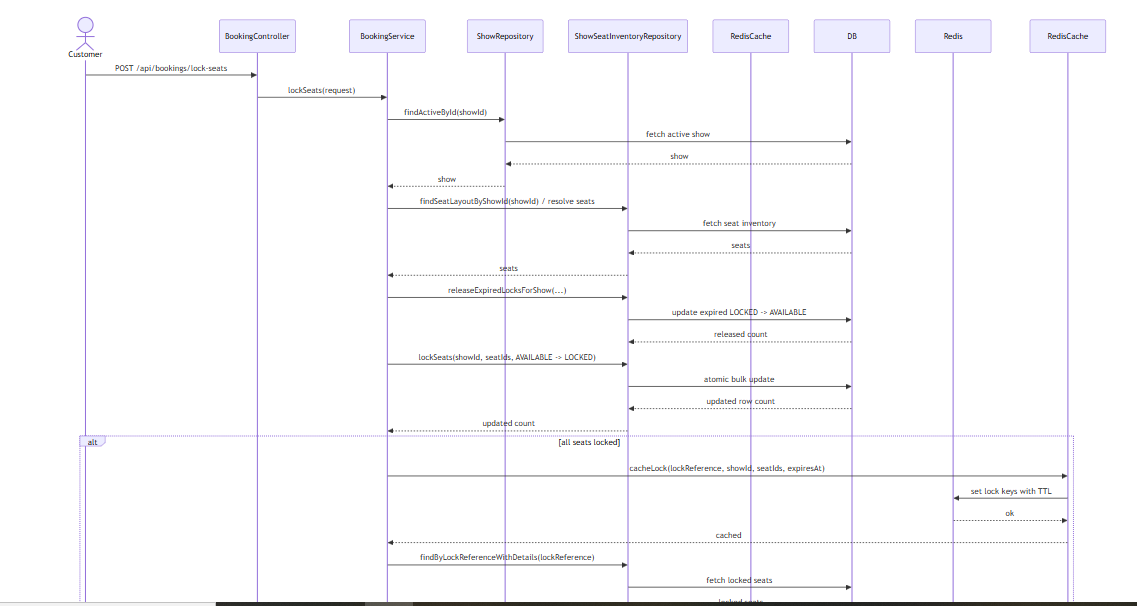 BookingController
BookingService
ShowRepository
ShowSeatInventoryRepository
RedisCache
DB
Redis
RedisCache
Customer
POST /api/bookings/lock-seats
lockSeats(request)
findActiveById(showId)
fetch active show
show
show
findSeatLayoutByShowId(showId) / resolve seats
fetch seat inventory
seats
seats
releaseExpiredLocksForShow(...)
update expired LOCKED -> AVAILABLE
released count
lockSeats(showId, seatIds, AVAILABLE -> LOCKED)
atomic bulk update
updated row count
updated count
alt
[all seats locked]
cacheLock(lockReference, showId, seatIds, expiresAt)
set lock keys with TTL
ok
cached
findByLockReferenceWithDetails(lockReference)
fetch locked seats
locked seats